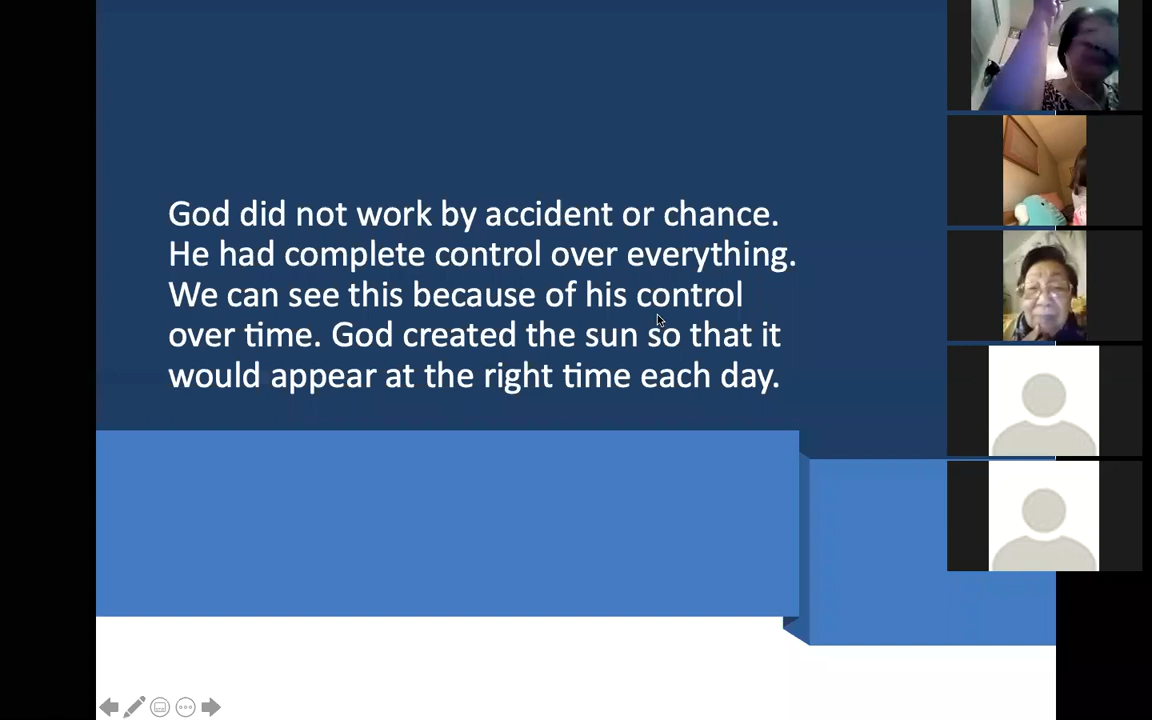 God did not work by accident or chance.
He had complete control over everything.
We can see this because of his control
over time. God created the sun so that it
would appear at the right time each day.